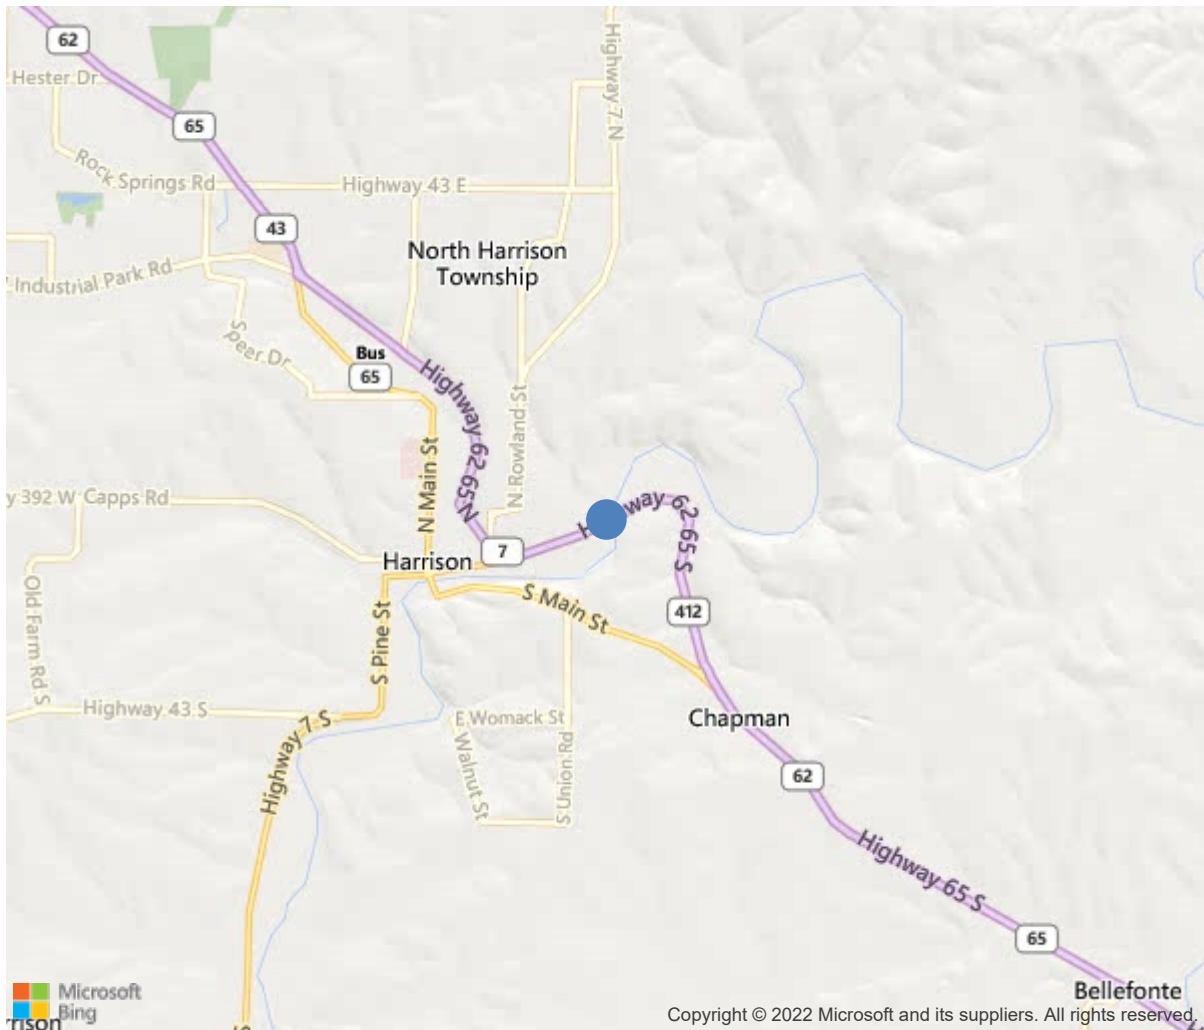 62
Hester Dr
65
Rock Springs Rd
Highway 7 N
Highway 43 E
43
North Harrison
Township
Industrial Park Rd
Speer Dr
Bus
65
Highway 62 65 N
N Rowland St
N Main St
y 392 W Capps Rd
Highway 62 65 S
7
Harrison
Old Farm Rd S
S Pine St
S Main St
412
Highway 43 S
Highway 7 S
E Womack St
Chapman
E Walnut St
S Union Rd
62
Highway 65 S
65
Bellefonte
Microsoft
Bing
rrison
S
Copyright © 2022 Microsoft and its suppliers. All rights reserved.